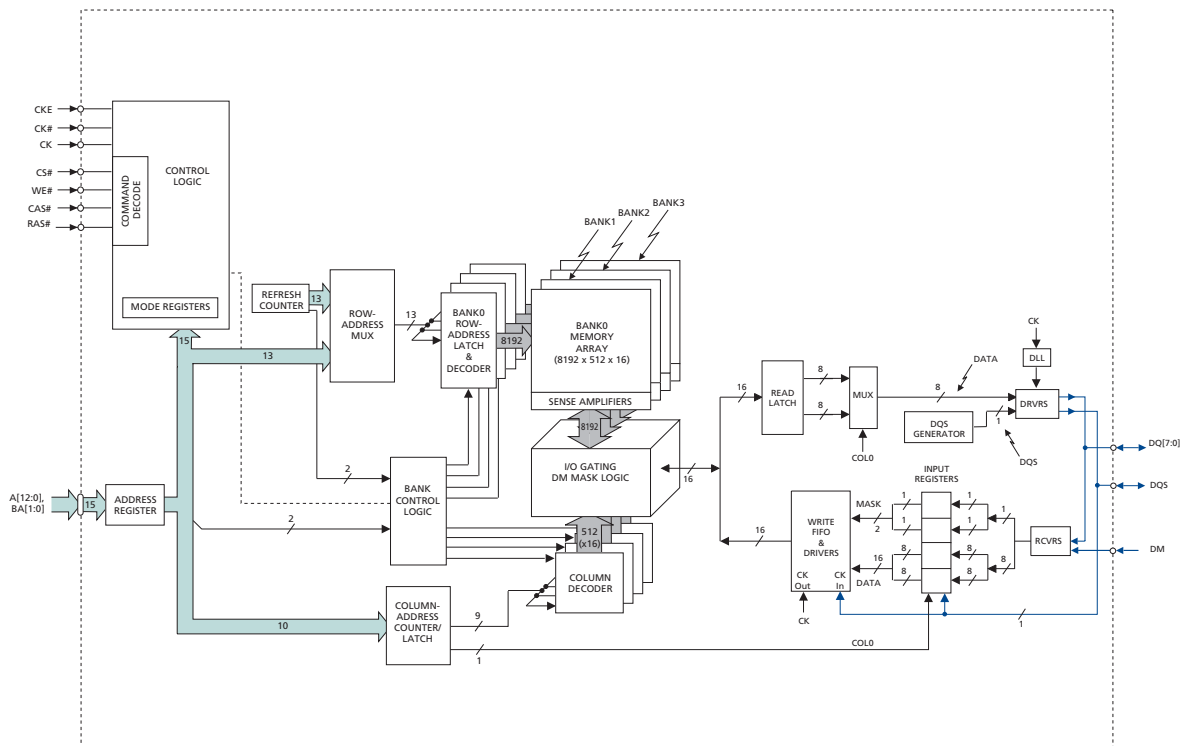 CKE
CK#
CK
CS#
WE#
CAS#
RAS#
COMMAND
DECODE
CONTROL
LOGIC
MODE REGISTERS
15
REFRESH
COUNTER
13
13
ROW-
ADDRESS
MUX
13
BANK0
ROW-
ADDRESS
LATCH
&
DECODER
8192
BANK1
BANK2
BANK3
BANK0
MEMORY
ARRAY
(8192 x 512 x 16)
SENSE AMPLIFIERS
8192
I/O GATING
DM MASK LOGIC
16
A[12:0],
BA[1:0]
15
ADDRESS
REGISTER
2
2
BANK
CONTROL
LOGIC
512
(x16)
COLUMN
DECODER
10
COLUMN-
ADDRESS
COUNTER/
LATCH
9
1
COL0
16
READ
LATCH
8
8
MUX
COL0
8
DATA
DQS
GENERATOR
1
DQS
CK
DLL
DRVRS
DQ[7:0]
DQS
DM
INPUT
REGISTERS
16
WRITE
FIFO
&
DRIVERS
CK
Out
CK
In
CK
MASK
2
16
DATA
1
1
8
8
1
1
8
8
1
8
RCVRS
1